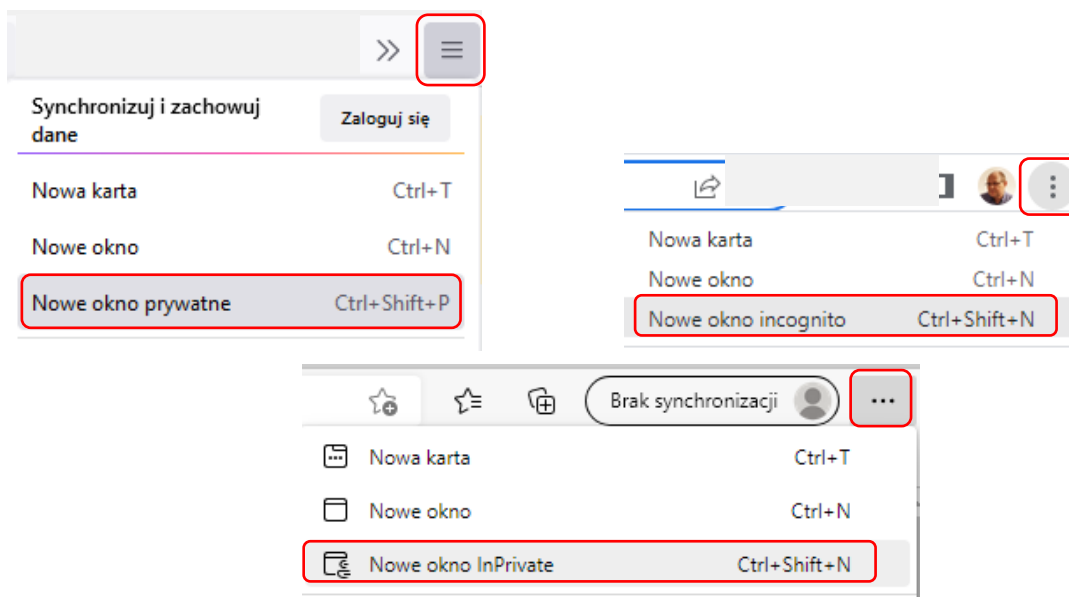 Synchronizuj i zachowuj
dane
Zaloguj się
Nowa karta Ctrl+T
Nowe okno Ctrl+N
Nowe okno prywatne Ctrl+Shift+P
Nowa karta Ctrl+T
Nowe okno Ctrl+N
Nowe okno incognito Ctrl+Shift+N
Brak synchronizacji
Nowa karta Ctrl+T
Nowe okno Ctrl+N
Nowe okno InPrivate Ctrl+Shift+N